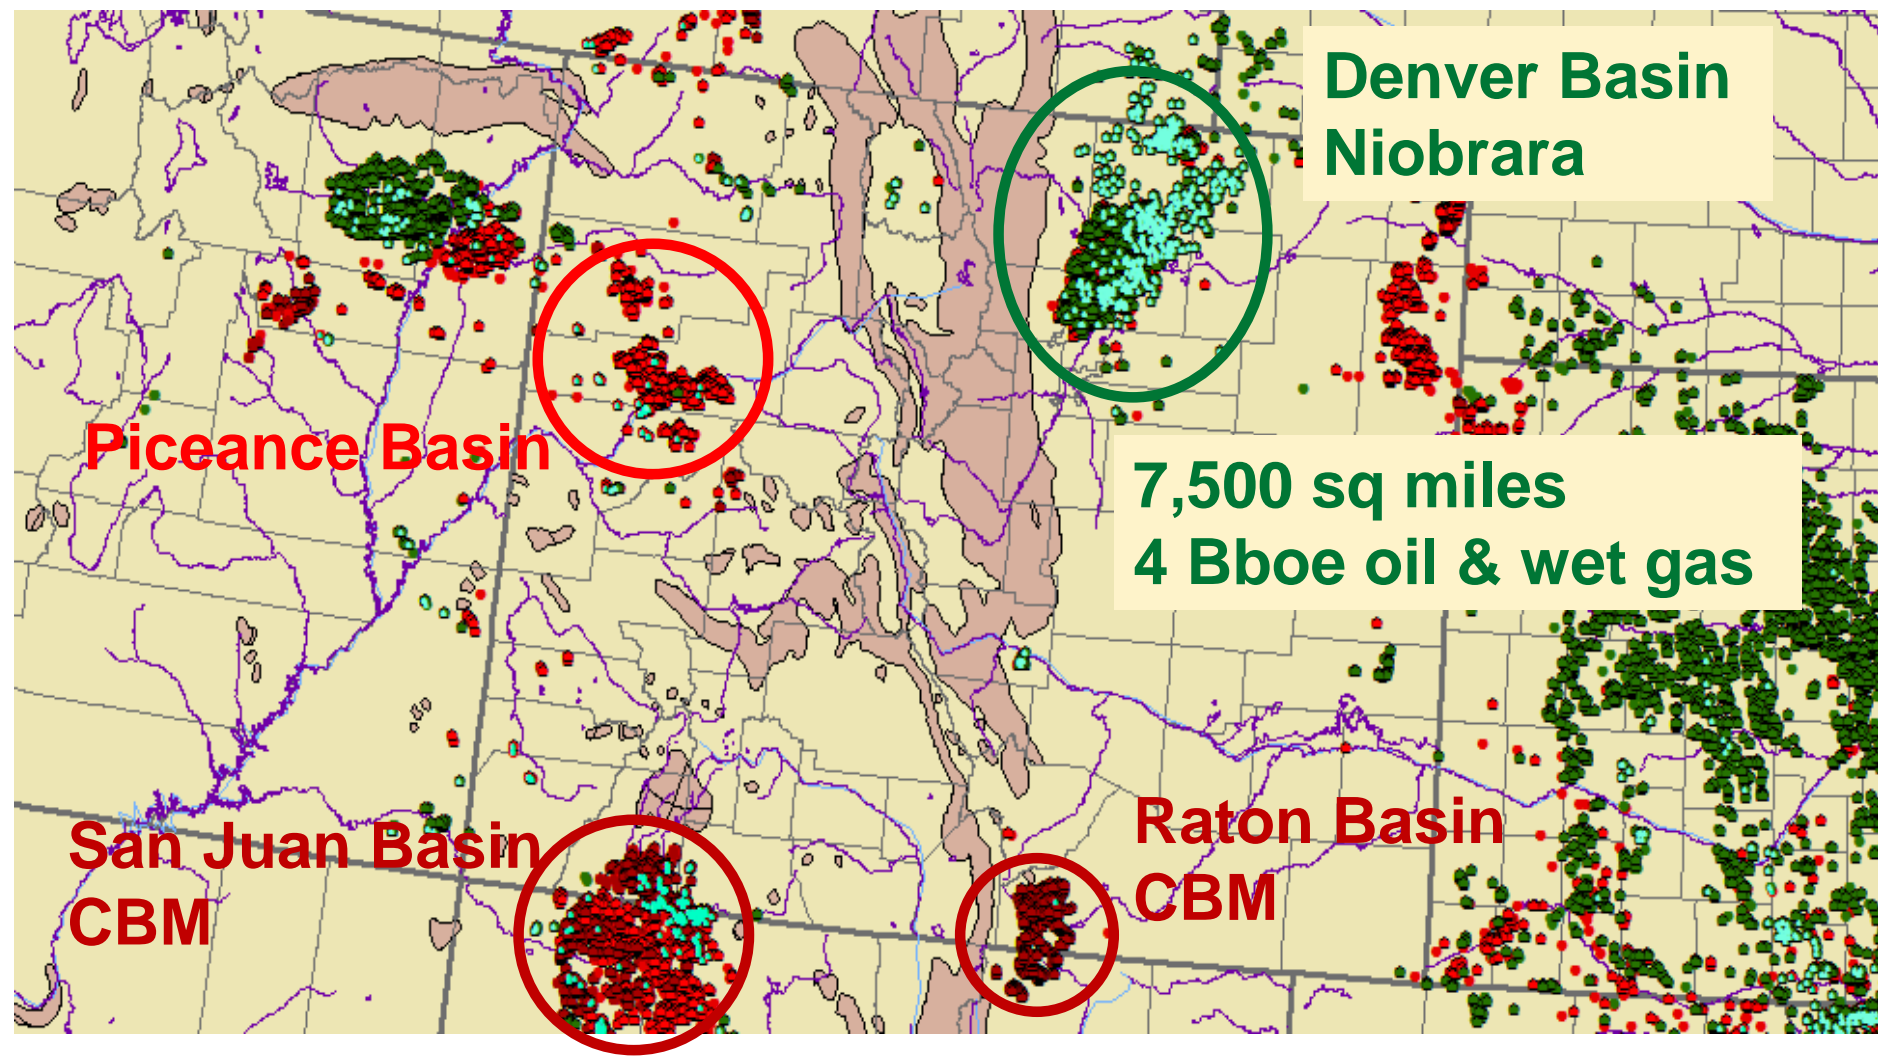 Denver Basin
Niobrara
Piceance Basin
7,500 sq miles
4 Bboe oil & wet gas
San Juan Basin
CBM
Raton Basin
CBM